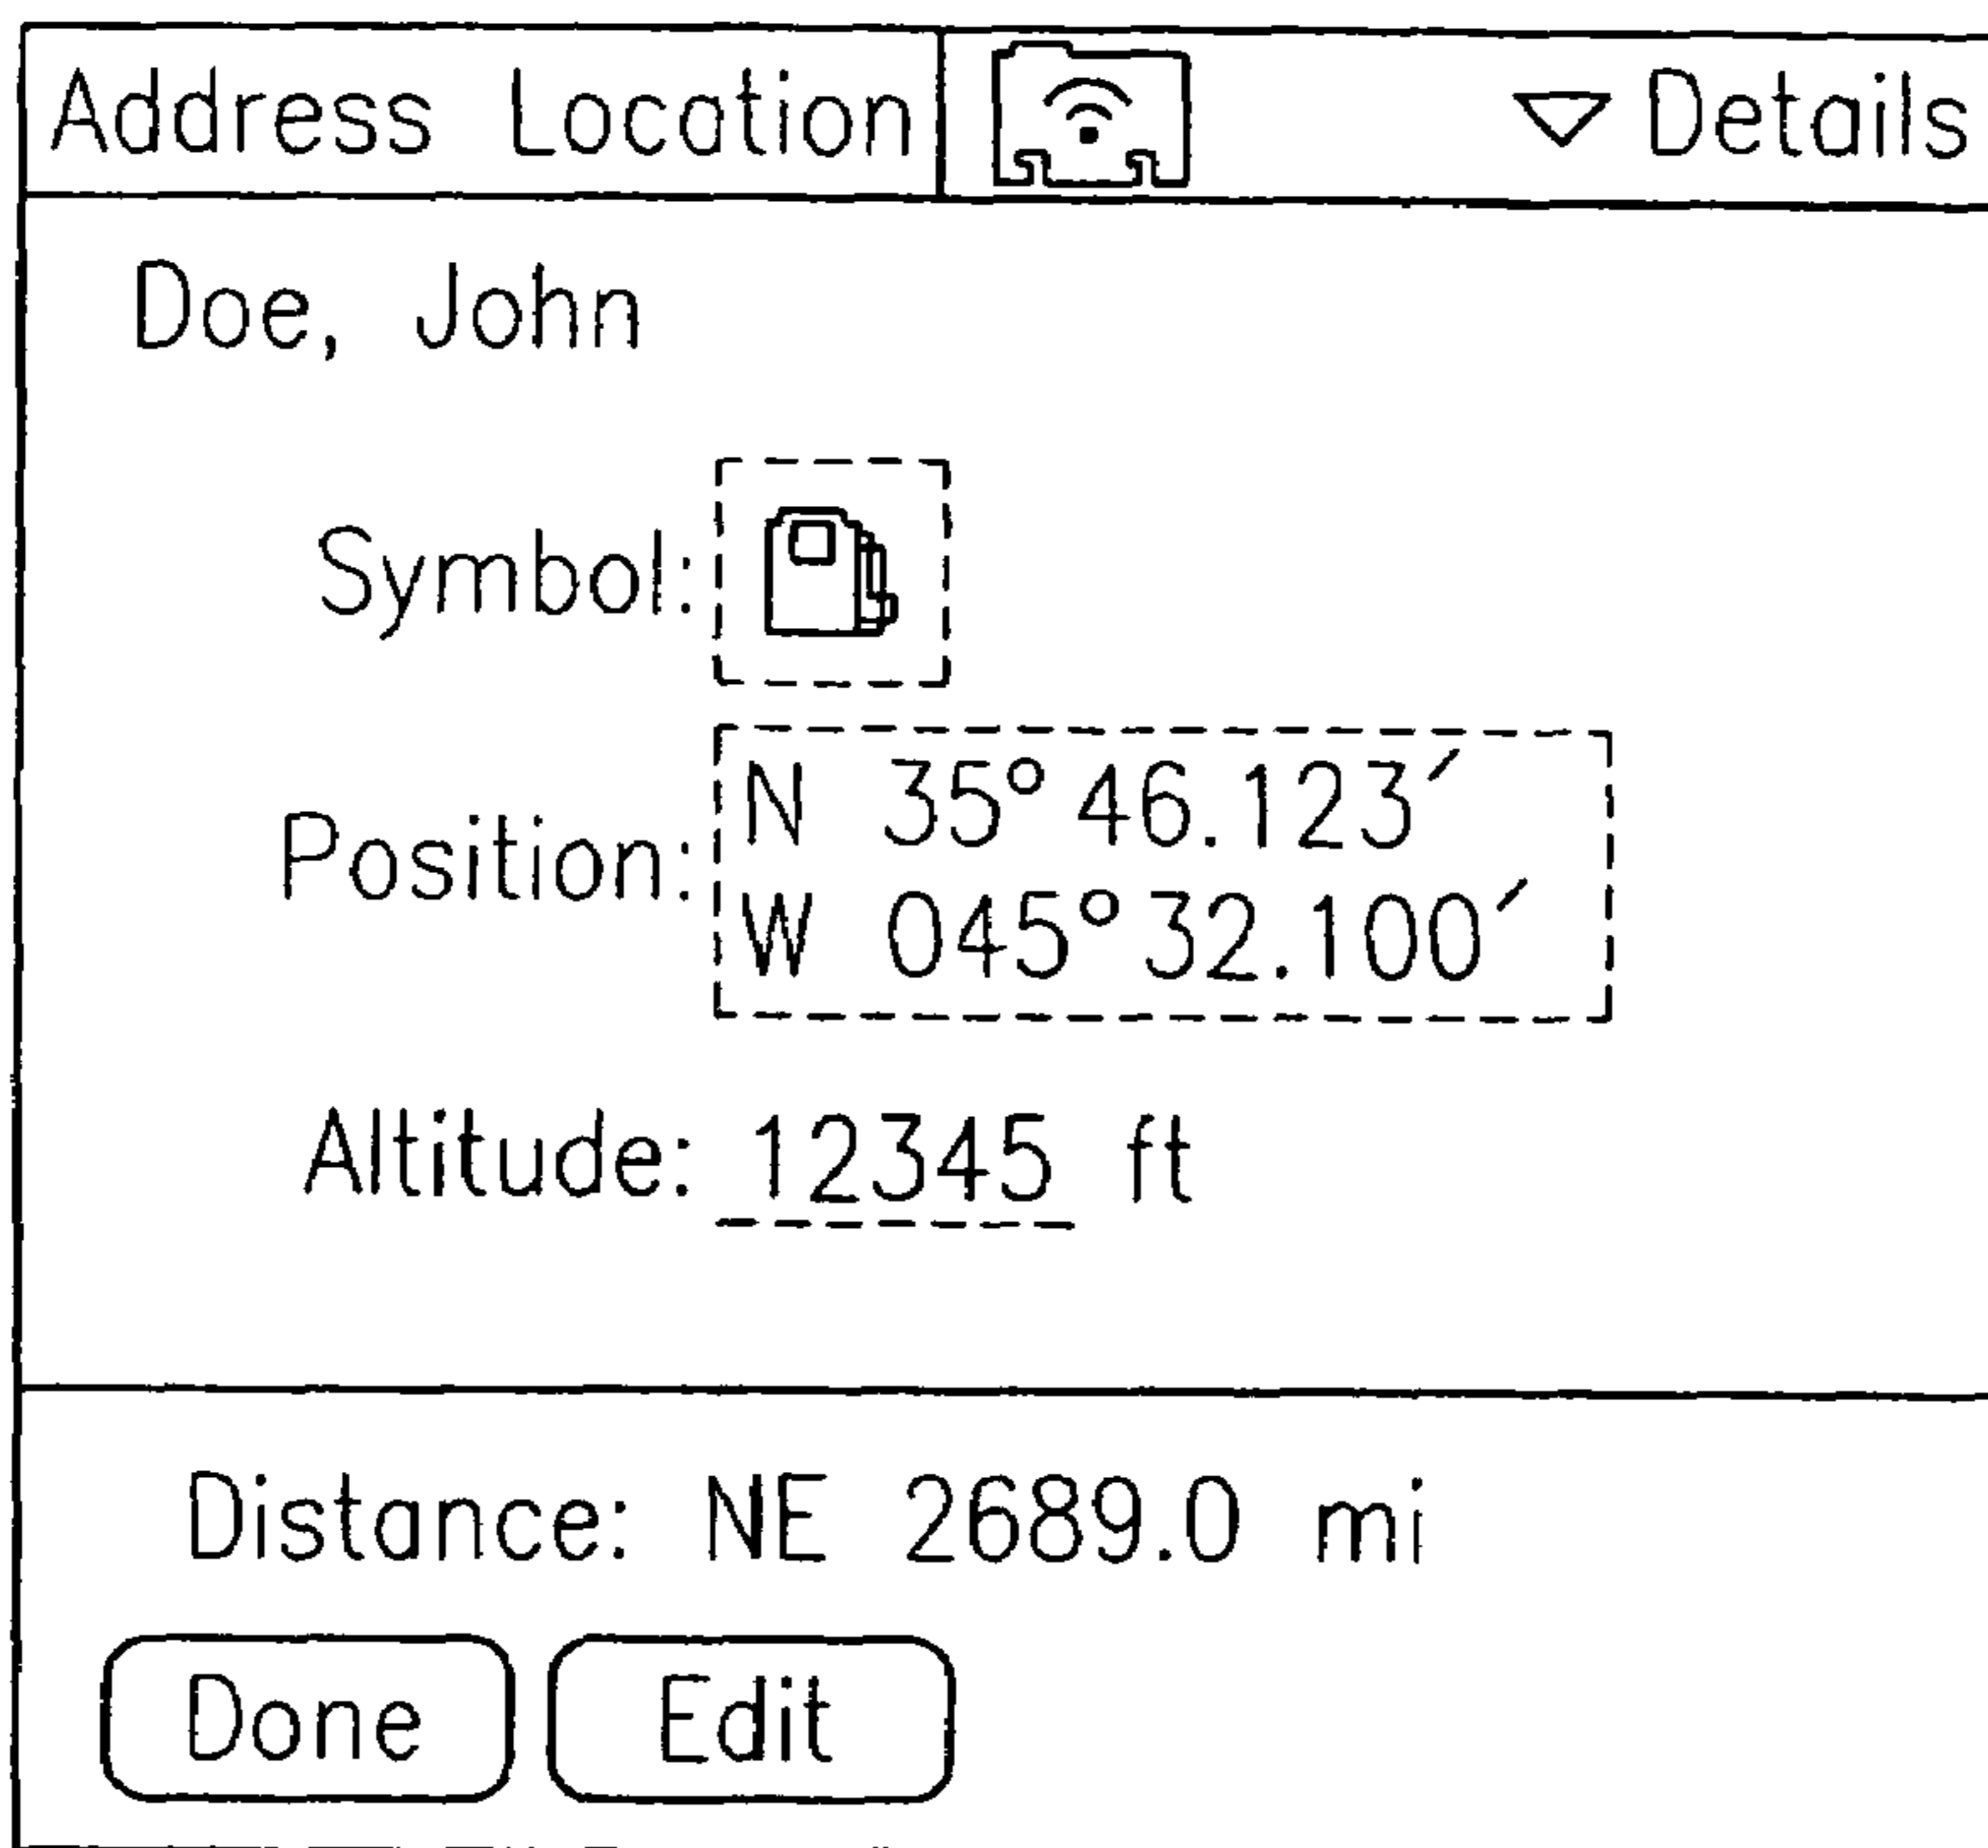 Address Location ▽ Details
Doe, John
Symbol:
Position: N 35°46.123′
W 045°32.100′
Altitude: 12345 ft
Distance: NE 2689.0 mi
Done Edit